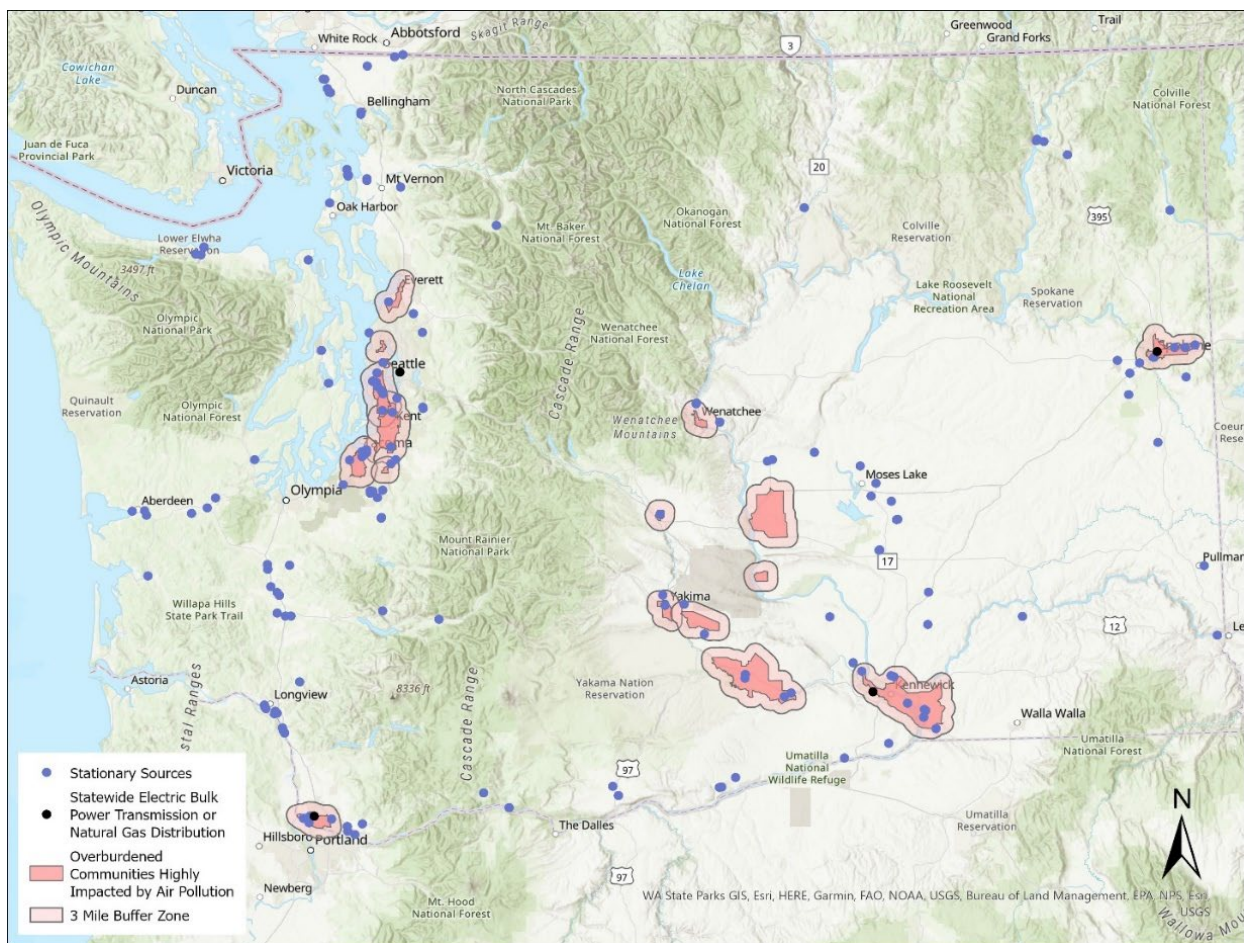 Greenwood
Trail
Grand Forks
3
Abbotsford
White Rock
Skagit Range
Cowichan
Lake
Duncan
North Cascades
National Park
Colville
National Forest
Bellingham
Juan de Fuca
Provincial Park
Victoria
20
Mt Vernon
Oak Harbor
Okanogan
National Forest
395
Mt. Baker
National Forest
Colville
Reservation
Olympic Mountains
Lower Elwha
Reservation
3497 ft
Lake
Chelan
Everett
Lake Roosevelt
National
Recreation Area
Spokane
Reservation
Olympic
National Park
Wenatchee
National Forest
Cascade Range
Seattle
Quinault
Reservation
Olympic
National Forest
Kent
Wenatchee
Wenatchee
Mountains
Tacoma
Moses Lake
Olympia
Aberdeen
Mount Rainier
National Park
17
Pullman
Willapa Hills
State Park Trail
Yakima
12
Astoria
Longview
8336 ft
Cascade Range
Yakama Nation
Reservation
Kennewick
Walla Walla
Umatilla
National Forest
Umatilla
National
Wildlife Refuge
97
The Dalles
Umatilla
Reservation
Hillsboro
Portland
Newberg
97
Mt. Hood
National Forest
N
Stationary Sources
Statewide Electric Bulk
Power Transmission or
Natural Gas Distribution
Overburdened
Communities Highly
Impacted by Air Pollution
3 Mile Buffer Zone
WA State Parks GIS, Esri, HERE, Garmin, FAO, NOAA, USGS, Bureau of Land Management, EPA, NPS, Esri,
USGS